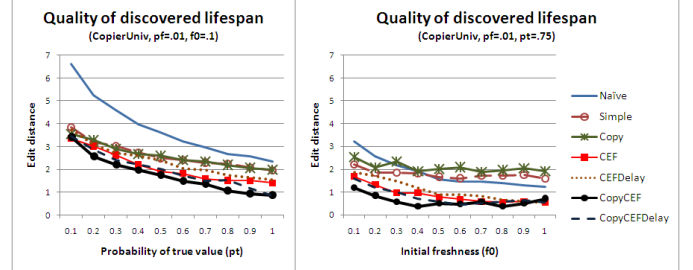 Quality of discovered lifespan
(CopierUniv, pf=.01, f0=.1)
Edit distance
8
7
6
5
4
3
2
1
0
0.1 0.2 0.3 0.4 0.5 0.6 0.7 0.8 0.9 1
Probability of true value (pt)
Quality of discovered lifespan
(CopierUniv, pf=.01, pt=.75)
Edit distance
8
7
6
5
4
3
2
1
0
0.1 0.2 0.3 0.4 0.5 0.6 0.7 0.8 0.9 1
Initial freshness (f0)
Naïve
Simple
Copy
CEF
CEFDelay
CopyCEF
CopyCEFDelay